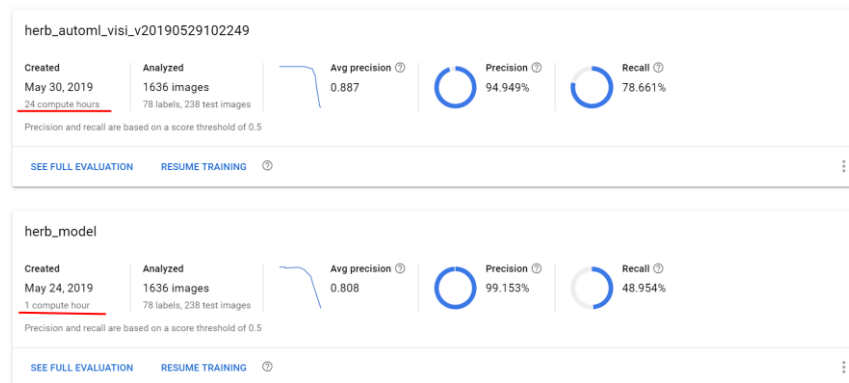 herb_automl_visi_v20190529102249
Created Analyzed Avg precision Precision Recall
May 30, 2019 1636 images 0.887 94.949% 78.661%
24 compute hours 78 labels, 238 test images
Precision and recall are based on a score threshold of 0.5
SEE FULL EVALUATION RESUME TRAINING
herb_model
Created Analyzed Avg precision Precision Recall
May 24, 2019 1636 images 0.808 99.153% 48.954%
1 compute hour 78 labels, 238 test images
Precision and recall are based on a score threshold of 0.5
SEE FULL EVALUATION RESUME TRAINING